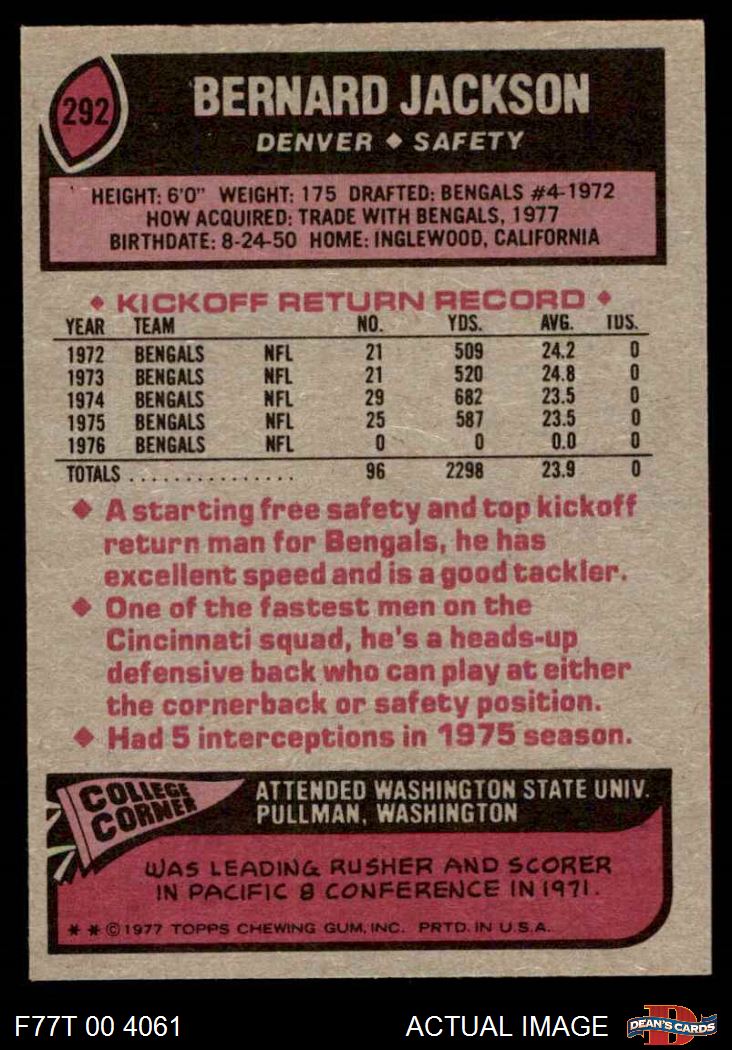 292
BERNARD JACKSON
DENVER ♦ SAFETY
HEIGHT: 6'0" WEIGHT: 175 DRAFTED: BENGALS #4-1972
HOW ACQUIRED: TRADE WITH BENGALS, 1977
BIRTHDATE: 8-24-50 HOME: INGLEWOOD, CALIFORNIA
♦ KICKOFF RETURN RECORD ♦
YEAR TEAM NO. YDS. AVG. TDS.
1972 BENGALS NFL 21 509 24.2 0
1973 BENGALS NFL 21 520 24.8 0
1974 BENGALS NFL 29 682 23.5 0
1975 BENGALS NFL 25 587 23.5 0
1976 BENGALS NFL 0 0 0.0 0
TOTALS ................ 96 2298 23.9 0
♦ A starting free safety and top kickoff
return man for Bengals, he has
excellent speed and is a good tackler.
♦ One of the fastest men on the
Cincinnati squad, he's a heads-up
defensive back who can play at either
the cornerback or safety position.
♦ Had 5 interceptions in 1975 season.
COLLEGE
CORNER
ATTENDED WASHINGTON STATE UNIV.
PULLMAN, WASHINGTON
WAS LEADING RUSHER AND SCORER
IN PACIFIC 8 CONFERENCE IN 1971.
* * © 1977 TOPPS CHEWING GUM, INC. PRTD. IN U.S.A.
F77T 00 4061
ACTUAL IMAGE
D
DEAN'S CARDS